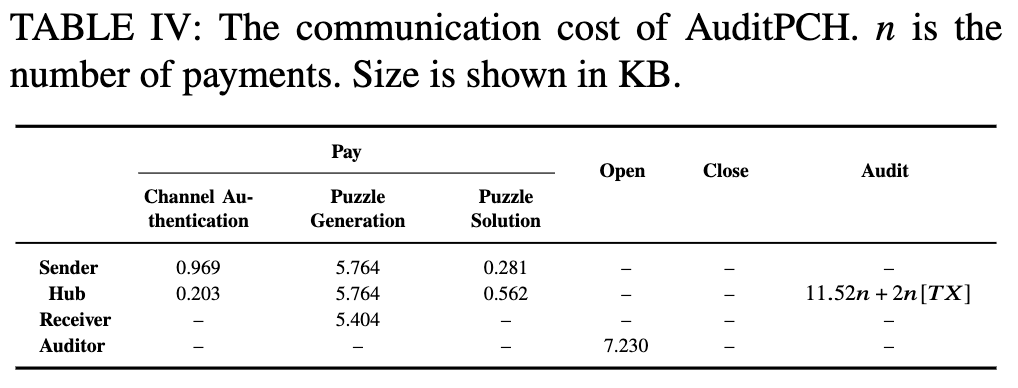 TABLE IV: The communication cost of AuditPCH. n is the
number of payments. Size is shown in KB.
Pay
Open Close Audit
Channel Au- Puzzle Puzzle
thentication Generation Solution
Sender 0.969 5.764 0.281 – – –
Hub 0.203 5.764 0.562 – – 11.52n + 2n[TX]
Receiver – 5.404 – – – –
Auditor – – – 7.230 – –